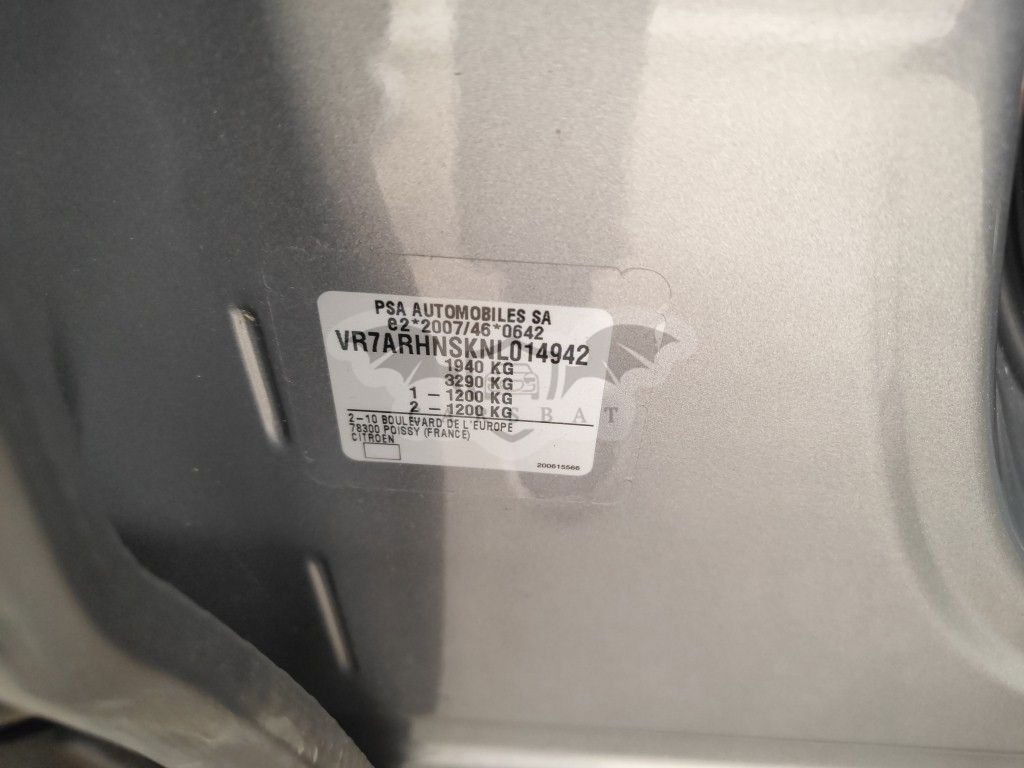 PSA AUTOMOBILES SA
e2*2007/46*0642
VR7ARHNSKNL014942
1940 KG
3290 KG
1 - 1200 KG
2 - 1200 KG
2-10 BOULEVARD DE L'EUROPE
78300 POISSY (FRANCE)
CITROEN
200615566